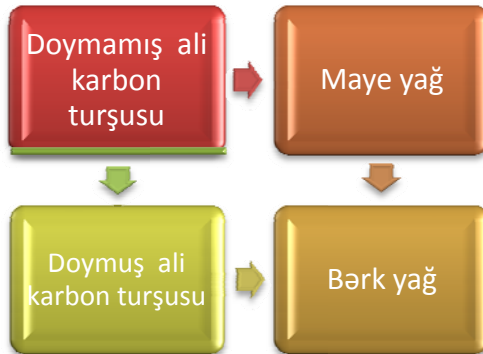 Doymamış ali
karbon
turşusu
Maye yağ
Doymuş ali
karbon turşusu
Bərk yağ